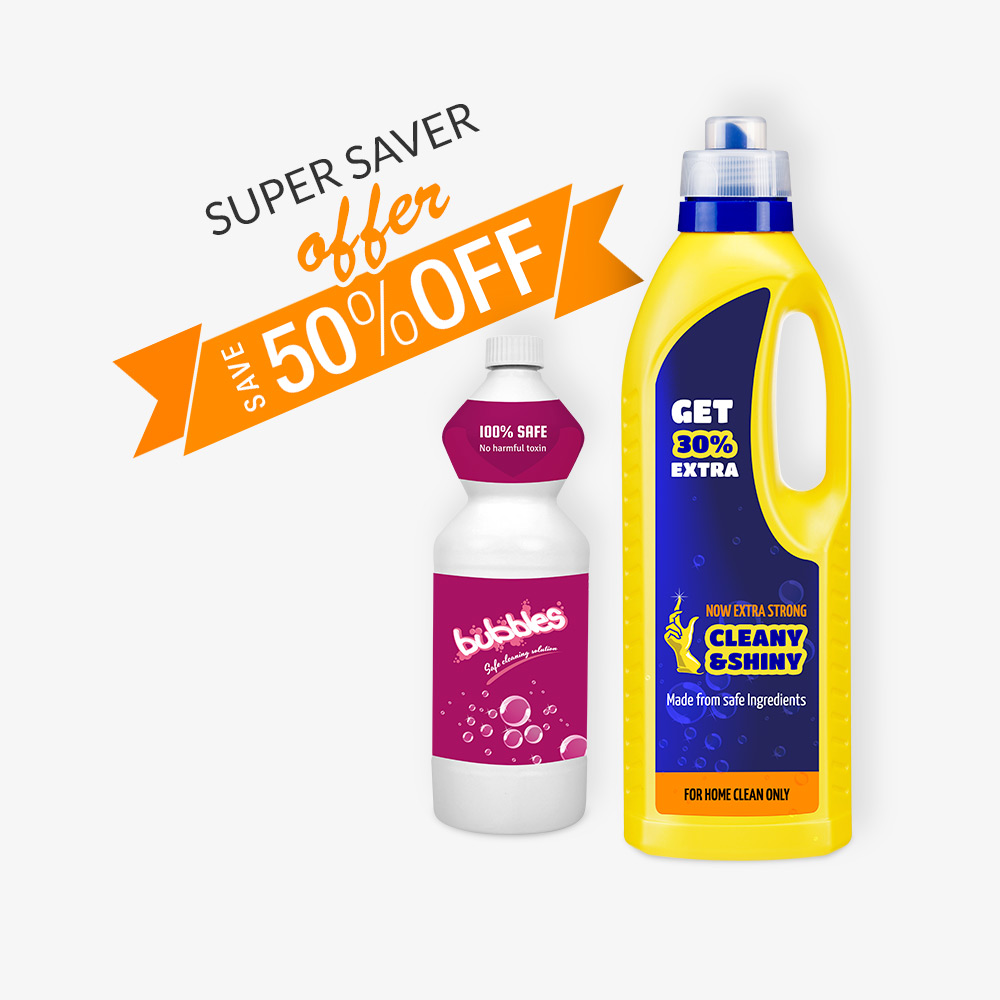 SUPER SAVER
offer
SAVE 50% OFF
100% SAFE
No harmful toxin
bubbles
Safe cleaning solution
GET
30%
EXTRA
NOW EXTRA STRONG
CLEANY
&SHINY
Made from safe Ingredients
FOR HOME CLEAN ONLY